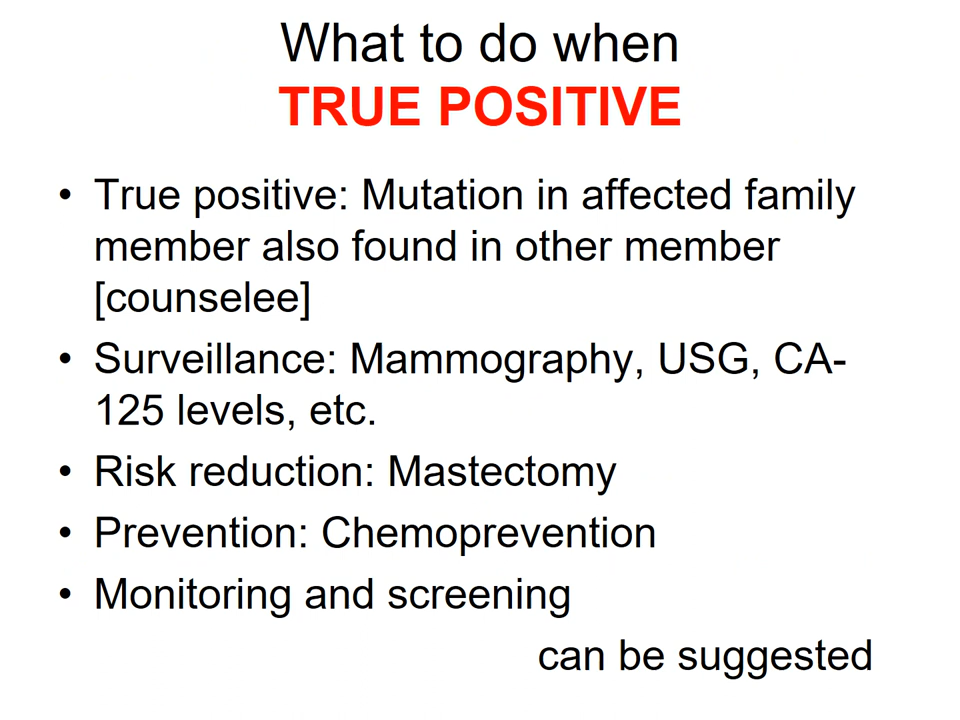 What to do when
TRUE POSITIVE
• True positive: Mutation in affected family
member also found in other member
[counselee]
• Surveillance: Mammography, USG, CA-
125 levels, etc.
• Risk reduction: Mastectomy
• Prevention: Chemoprevention
• Monitoring and screening
can be suggested